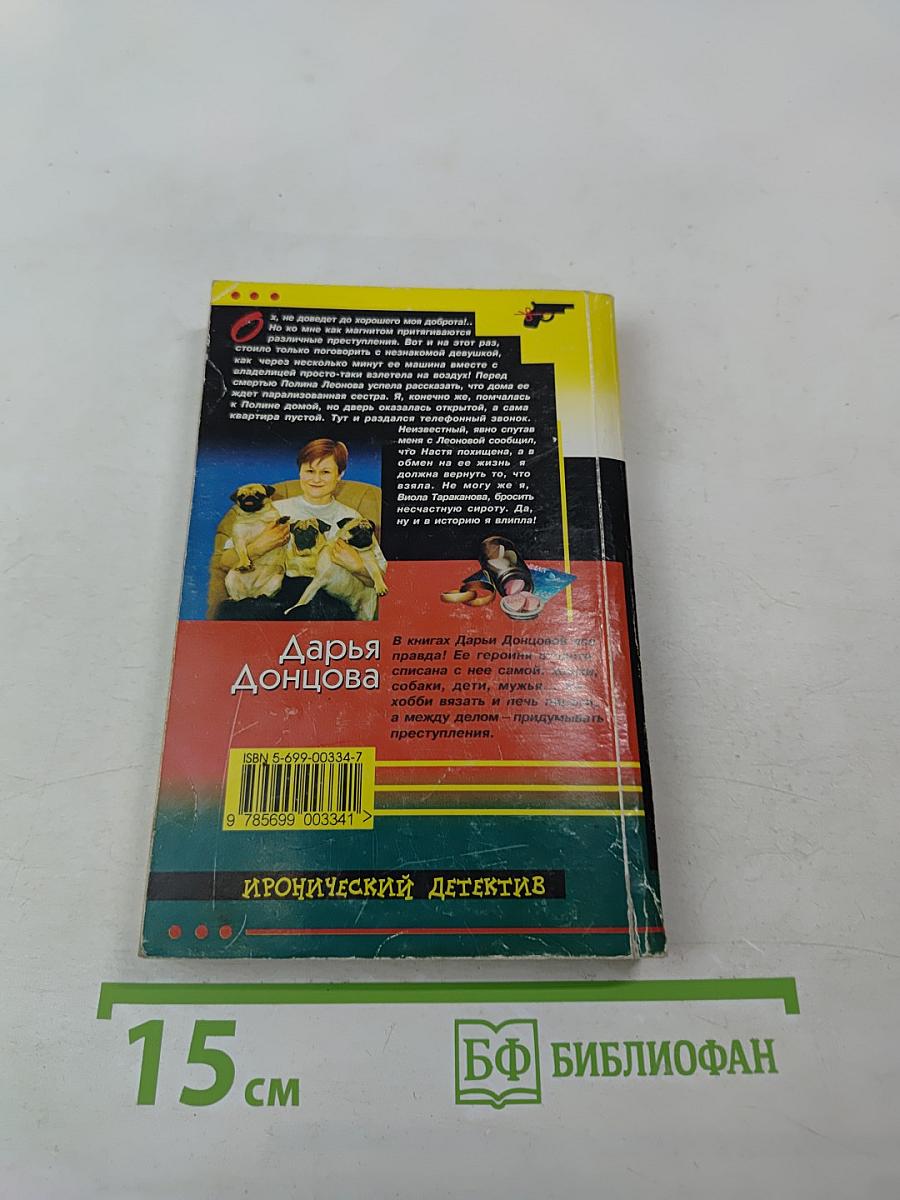 Ох, не доведет до хорошего моя доброта!..
Но ко мне как магнитом притягиваются
различные преступления. Вот и на этот раз,
стоило только поговорить с незнакомой девушкой,
как через несколько минут ее машина вместе с
владелицей просто-таки взлетела на воздух! Перед
смертью Полина Леонова успела рассказать, что дома ее
ждет парализованная сестра. Я, конечно же, помчалась
к Полине домой, но дверь оказалась открытой, а сама
квартира пустой. Тут и раздался телефонный звонок.
Неизвестный, явно спутав
меня с Леоновой сообщил,
что Настя похищена, а в
обмен на ее жизнь я
должна вернуть то, что
взяла. Не могу же я,
Виола Тараканова, бросить
несчастную сироту. Да,
ну и в историю я влипла!
Дарья
Донцова
В книгах Дарьи Донцовой все
правда! Ее героиня
списана с нее самой:
собаки, дети, мужья...
хобби вязать и печь
а между делом – придумывать
преступления.
ISBN 5-699-00334-7
9 785699 003341 >
ИРОНИЧЕСКИЙ ДЕТЕКТИВ
15 см
БФ БИБЛИОФАН